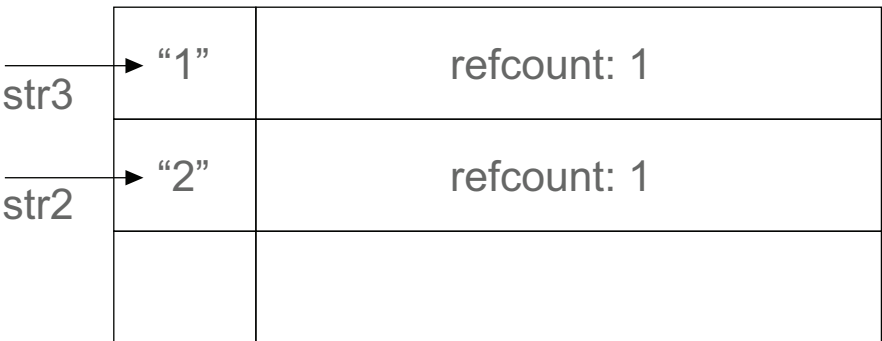 “1” refcount: 1
str3
“2” refcount: 1
str2